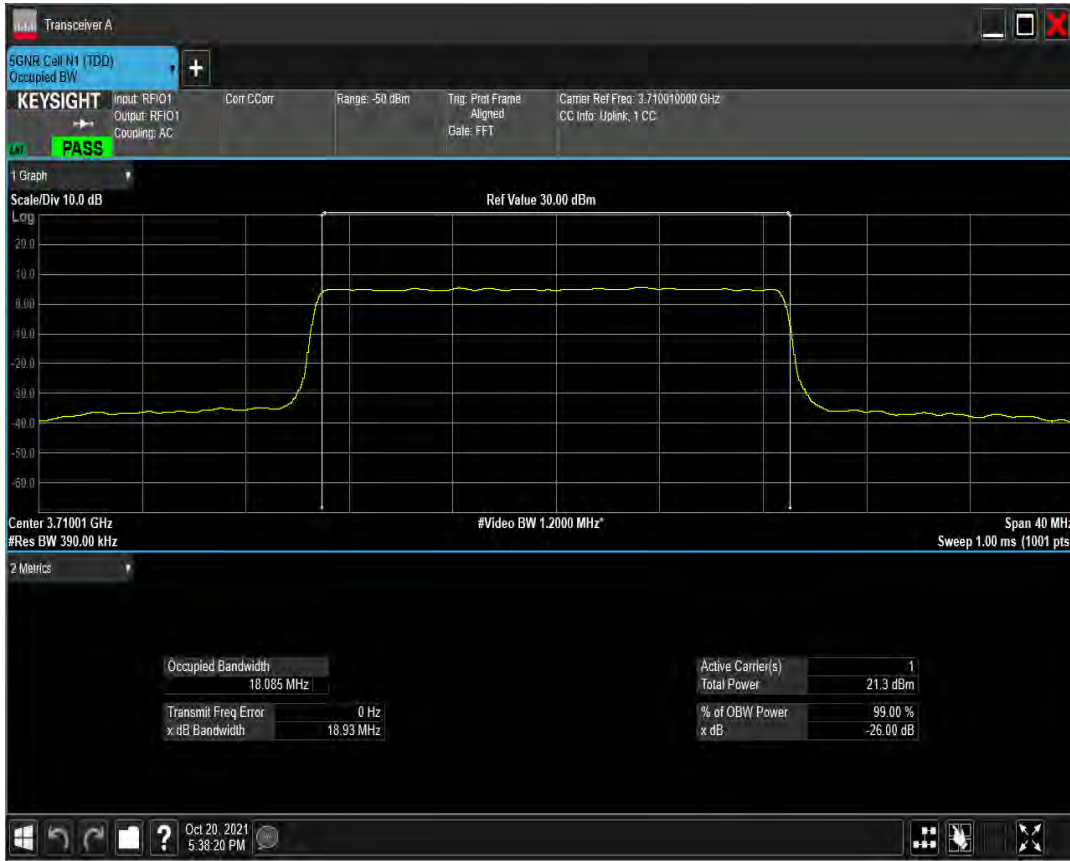 Transceiver A
5GNR Cell N1 (TDD)
Occupied BW
+
KEYSIGHT
Input: RFIO1
Output: RFIO1
Coupling: AC
Corr CCorr
Range: -50 dBm
Trig: Prot Frame
Aligned
Gate: FFT
Carrier Ref Freq: 3.710010000 GHz
CC Info: Uplink, 1 CC
PASS
1 Graph
Scale/Div 10.0 dB
Ref Value 30.00 dBm
Log
20.0
10.0
0.00
-10.0
-20.0
-30.0
-40.0
-50.0
-60.0
Center 3.71001 GHz
#Video BW 1.2000 MHz*
Span 40 MHz
#Res BW 390.00 kHz
Sweep 1.00 ms (1001 pts
2 Metrics
Occupied Bandwidth
18.085 MHz
Transmit Freq Error 0 Hz
x dB Bandwidth 18.93 MHz
Active Carrier(s) 1
Total Power 21.3 dBm
% of OBW Power 99.00 %
x dB -26.00 dB
?
Oct 20, 2021
5:38:20 PM